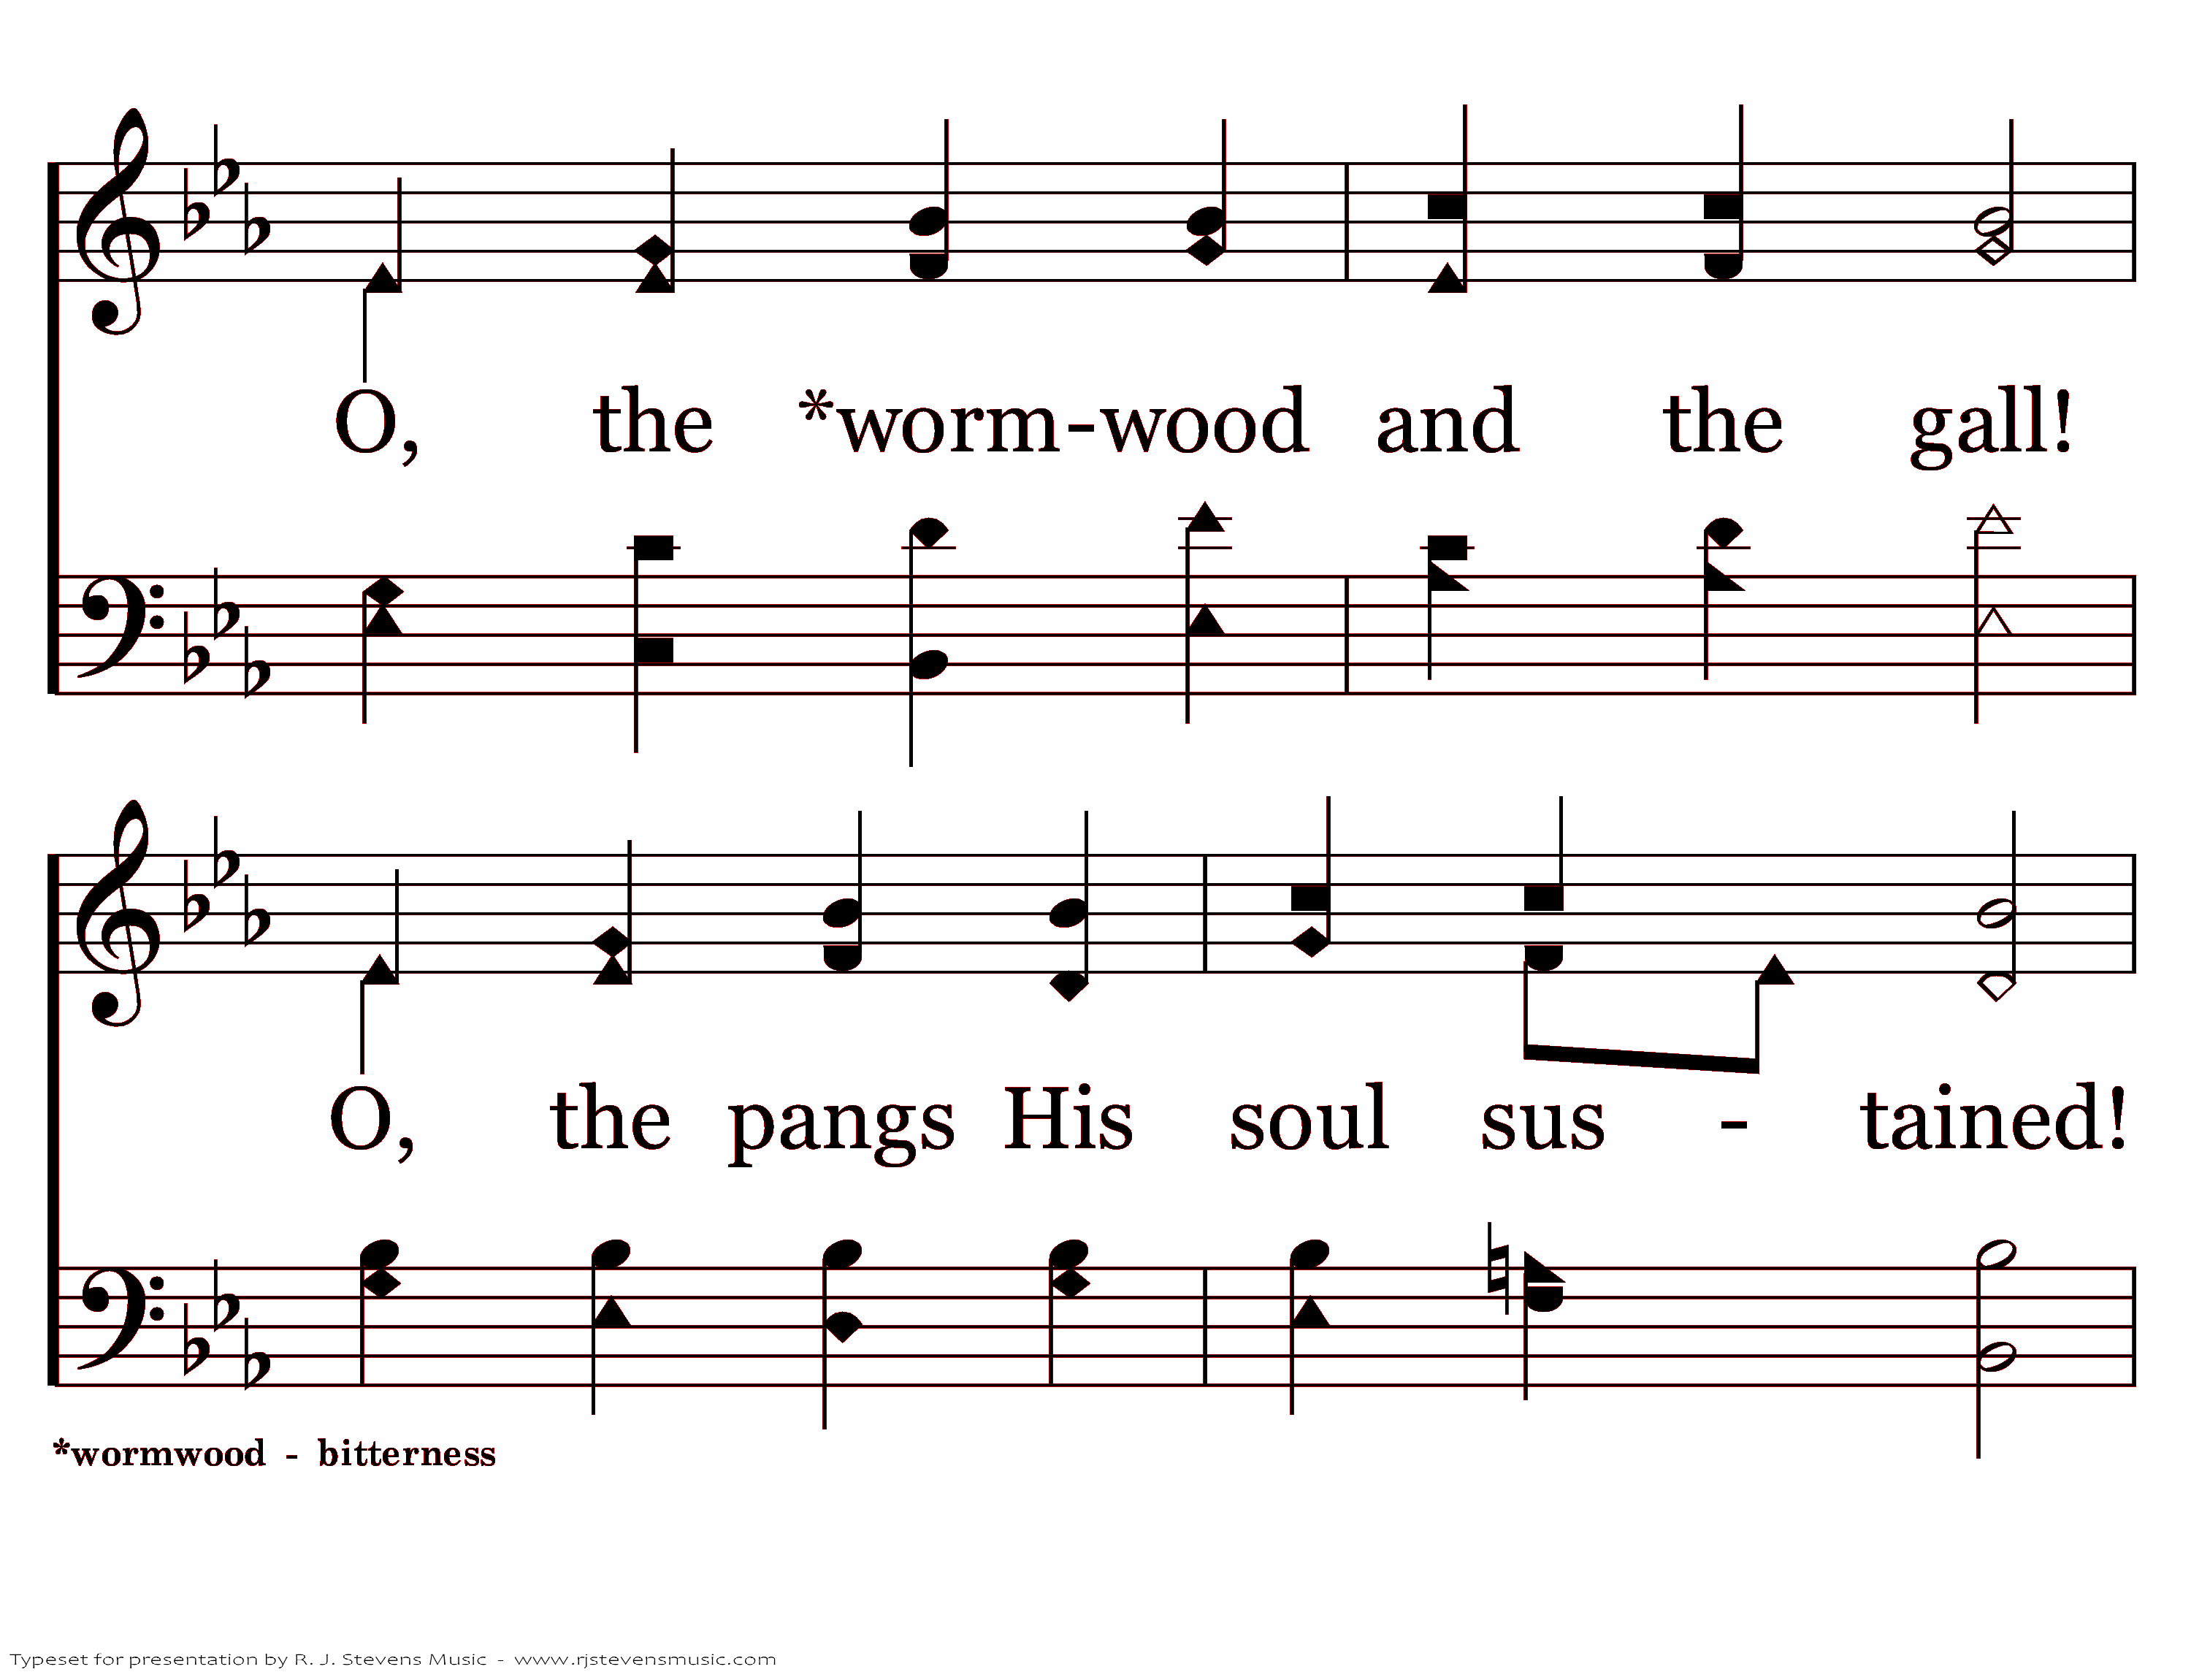 O, the *worm-wood and the gall!
O, the pangs His soul sus - tained!
*wormwood - bitterness
Typeset for presentation by R. J. Stevens Music - www.rjstevensmusic.com